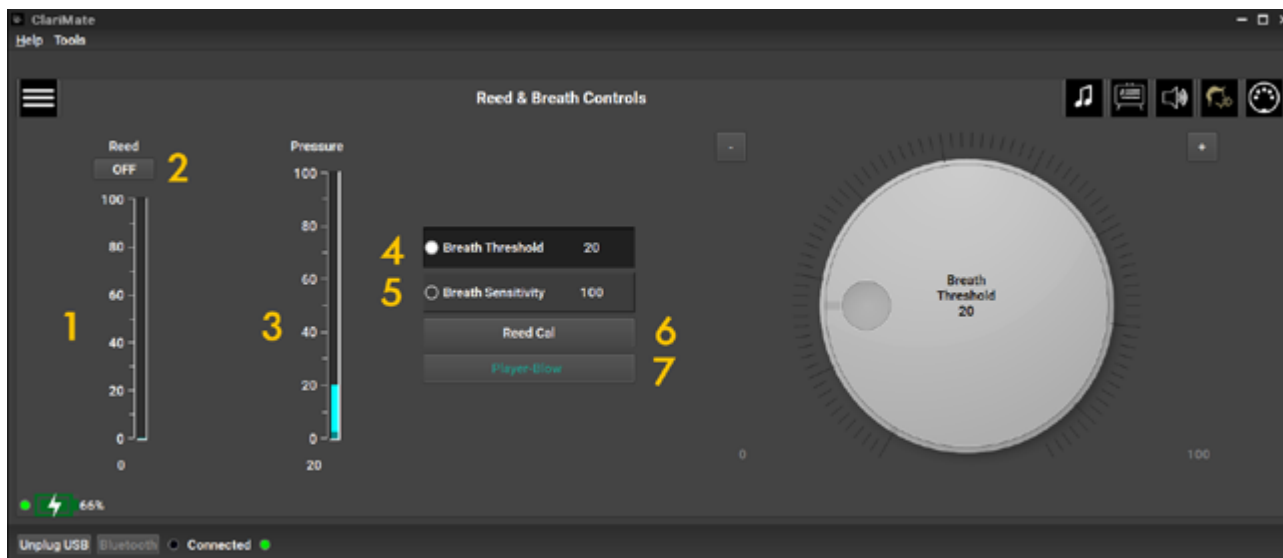 ClariMate
Help Tools
Reed & Breath Controls
Reed
OFF
2
100
80
60
40
20
0
0
1
Pressure
100
80
60
40
20
0
20
3
4
Breath Threshold 20
5
Breath Sensitivity 100
Reed Cal
6
Player-Blow
7
-
+
Breath
Threshold
20
0
100
66%
Unplug USB Bluetooth Connected